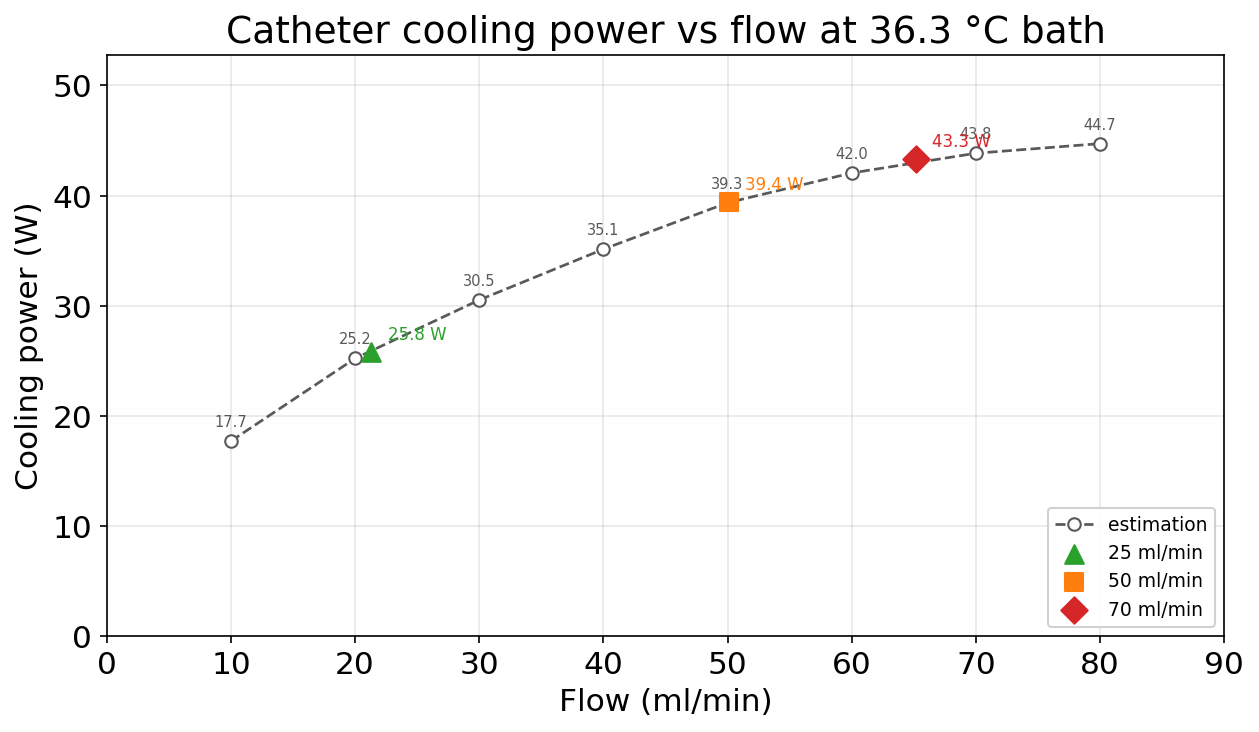 Catheter cooling power vs flow at 36.3 °C bath
Cooling power (W)
50
40
30
20
10
0
17.7
25.2
25.8 W
30.5
35.1
39.3
39.4 W
42.0
43.3 W
43.8
44.7
estimation
25 ml/min
50 ml/min
70 ml/min
0 10 20 30 40 50 60 70 80 90
Flow (ml/min)